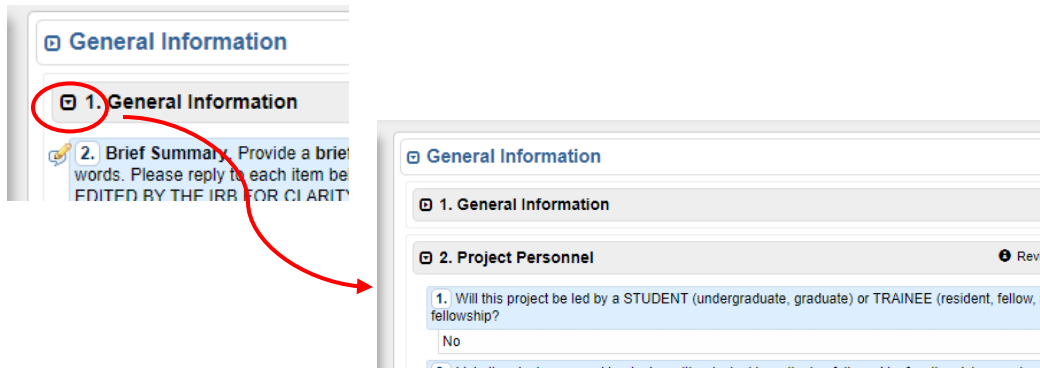 General Information
1. General Information
2. Brief Summary. Provide a brief
words. Please reply to each item be
EDITED BY THE IRB FOR CLARITY
General Information
1. General Information
2. Project Personnel
Revi
1. Will this project be led by a STUDENT (undergraduate, graduate) or TRAINEE (resident, fellow,
fellowship?
No